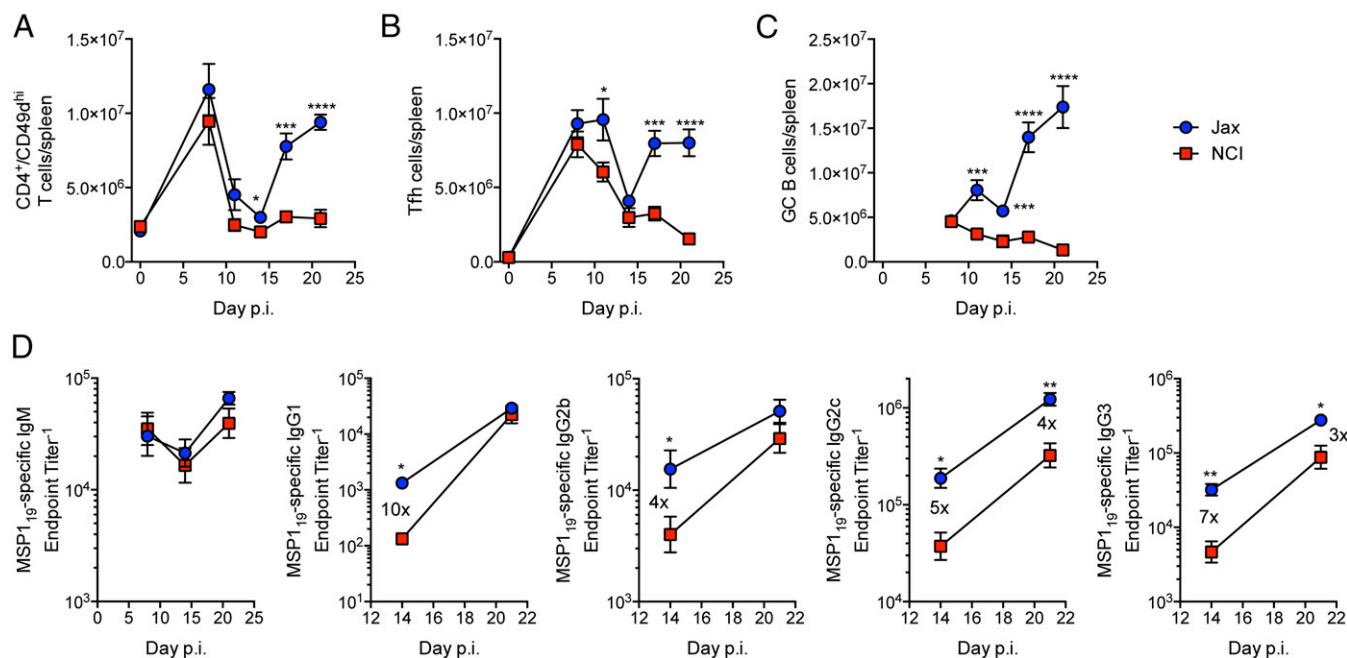 A
CD4⁺/CD49dʰⁱ
T cells/spleen
1.5×10⁷
1.0×10⁷
5.0×10⁶
0.0
*
***
****
0 5 10 15 20 25
Day p.i.
B
Tfh cells/spleen
1.5×10⁷
1.0×10⁷
5.0×10⁶
0.0
*
***
****
0 5 10 15 20 25
Day p.i.
C
GC B cells/spleen
2.5×10⁷
2.0×10⁷
1.5×10⁷
1.0×10⁷
5.0×10⁶
0.0
***
***
****
****
0 5 10 15 20 25
Day p.i.
Jax
NCI
D
MSP1₁₉-specific IgM
Endpoint Titer⁻¹
10⁵
10⁴
10³
0 5 10 15 20 25
Day p.i.
MSP1₁₉-specific IgG1
Endpoint Titer⁻¹
10⁵
10⁴
10³
10²
10¹
*
10x
12 14 16 18 20 22
Day p.i.
MSP1₁₉-specific IgG2b
Endpoint Titer⁻¹
10⁵
10⁴
10³
*
4x
12 14 16 18 20 22
Day p.i.
MSP1₁₉-specific IgG2c
Endpoint Titer⁻¹
10⁶
10⁵
10⁴
*
5x
**
4x
12 14 16 18 20 22
Day p.i.
MSP1₁₉-specific IgG3
Endpoint Titer⁻¹
10⁶
10⁵
10⁴
10³
**
7x
*
3x
12 14 16 18 20 22
Day p.i.